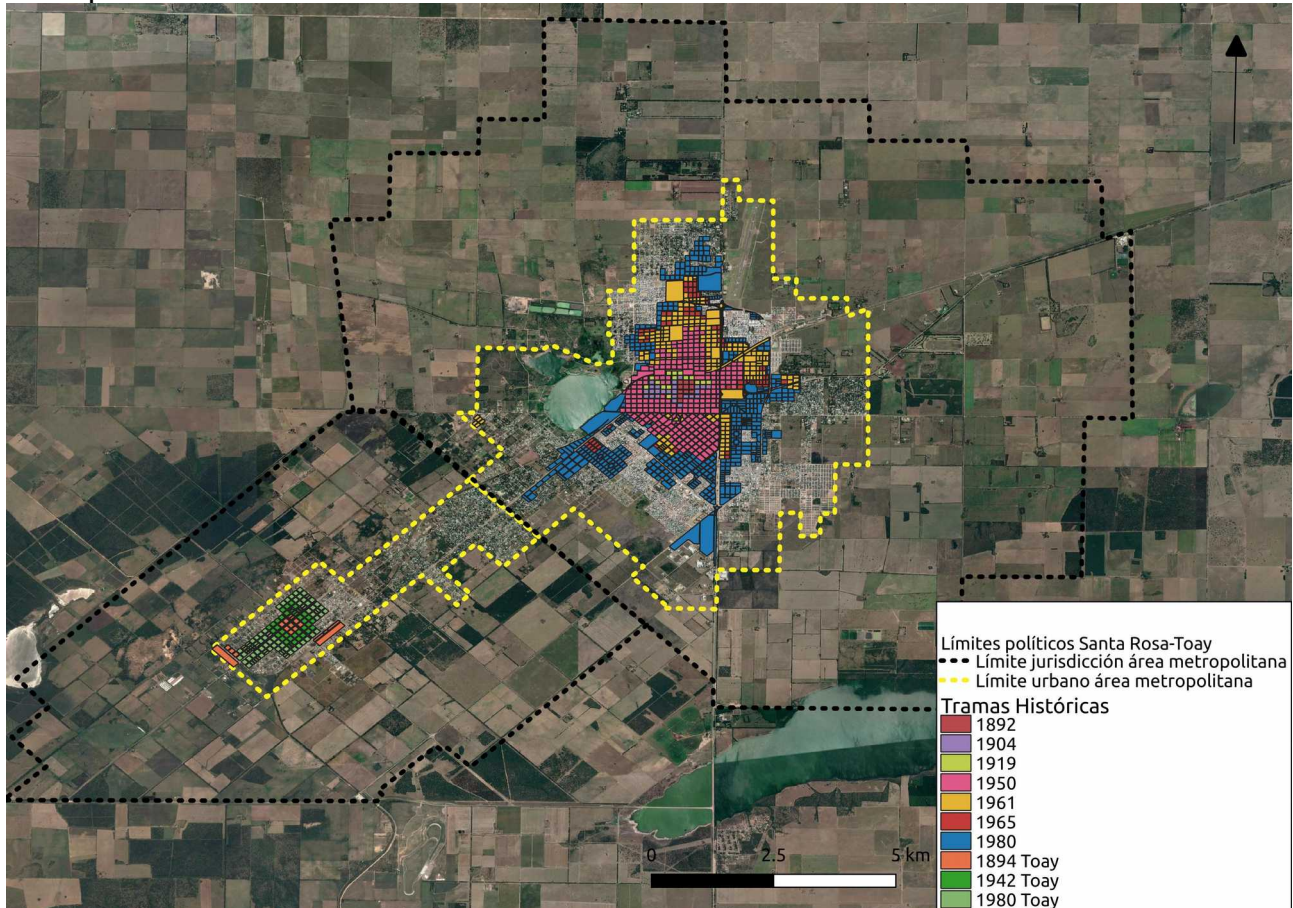 0
2.5
5 km
Límites políticos Santa Rosa-Toay
Límite jurisdicción área metropolitana
Límite urbano área metropolitana
Tramas Históricas
1892
1904
1919
1950
1961
1965
1980
1894 Toay
1942 Toay
1980 Toay